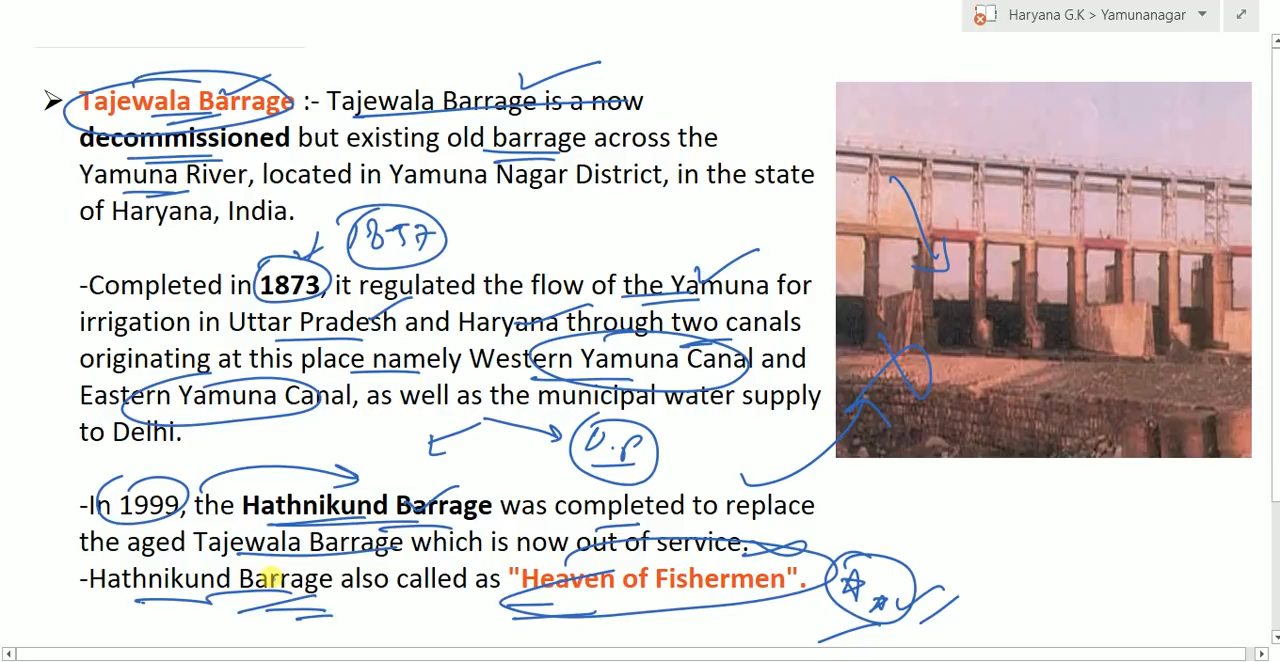 Haryana G.K > Yamunanagar
➢ Tajewala Barrage :- Tajewala Barrage is a now
decommissioned but existing old barrage across the
Yamuna River, located in Yamuna Nagar District, in the state
of Haryana, India.
1857
-Completed in 1873, it regulated the flow of the Yamuna for
irrigation in Uttar Pradesh and Haryana through two canals
originating at this place namely Western Yamuna Canal and
Eastern Yamuna Canal, as well as the municipal water supply
to Delhi.
U.P
-In 1999, the Hathnikund Barrage was completed to replace
the aged Tajewala Barrage which is now out of service.
-Hathnikund Barrage also called as "Heaven of Fishermen".